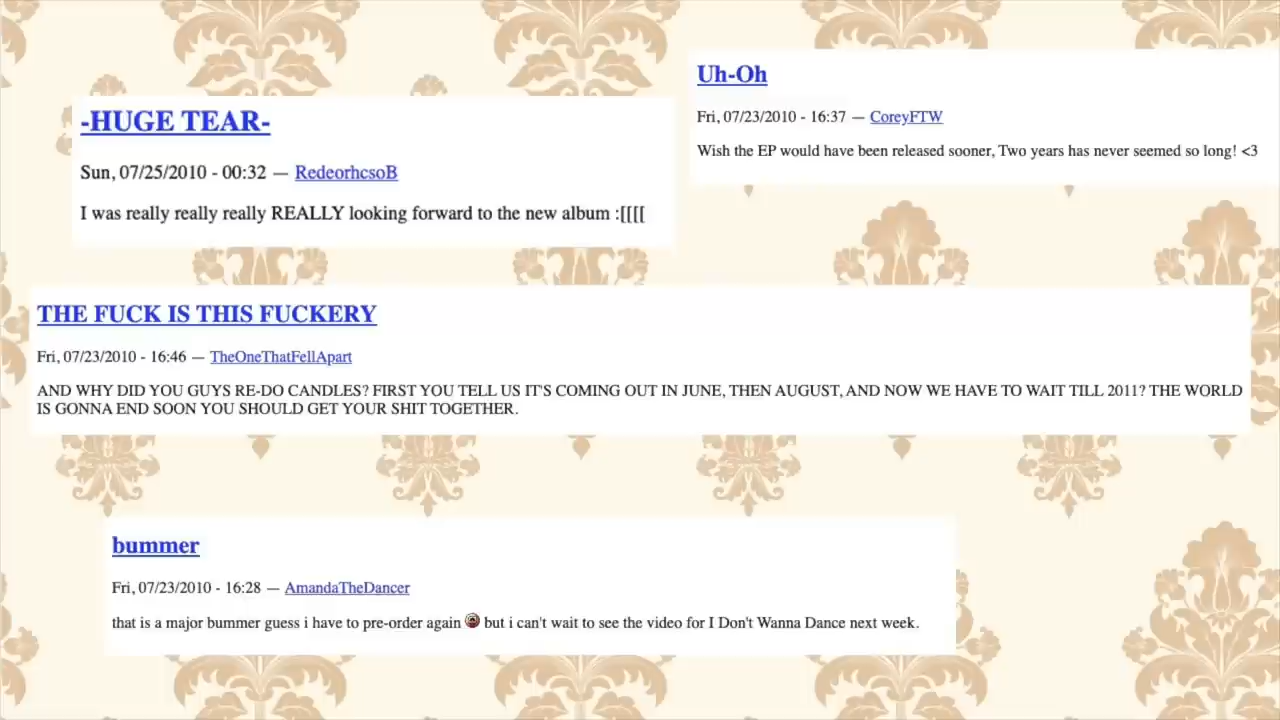 Uh-Oh
Fri, 07/23/2010 - 16:37 — CoreyFTW
Wish the EP would have been released sooner, Two years has never seemed so long! <3
-HUGE TEAR-
Sun, 07/25/2010 - 00:32 — RedeorhcsoB
I was really really really REALLY looking forward to the new album :[[[[
THE FUCK IS THIS FUCKERY
Fri, 07/23/2010 - 16:46 — TheOneThatFellApart
AND WHY DID YOU GUYS RE-DO CANDLES? FIRST YOU TELL US IT'S COMING OUT IN JUNE, THEN AUGUST, AND NOW WE HAVE TO WAIT TILL 2011? THE WORLD
IS GONNA END SOON YOU SHOULD GET YOUR SHIT TOGETHER.
bummer
Fri, 07/23/2010 - 16:28 — AmandaTheDancer
that is a major bummer guess i have to pre-order again but i can't wait to see the video for I Don't Wanna Dance next week.